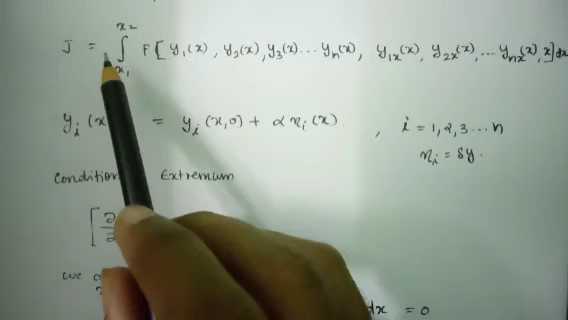 J = ∫ₓ₁ˣ² F [ y₁(x) , y₂(x), y₃(x) ... yₙ(x), y₁ₓ(x), y₂ₓ(x), ... yₙₓ(x), x] dx
yᵢ (x = yᵢ (x,0) + α ηᵢ (x) , i = 1,2,3 ... n
ηᵢ = δy.
Condition Extremum
[ ∂
we
dx = 0